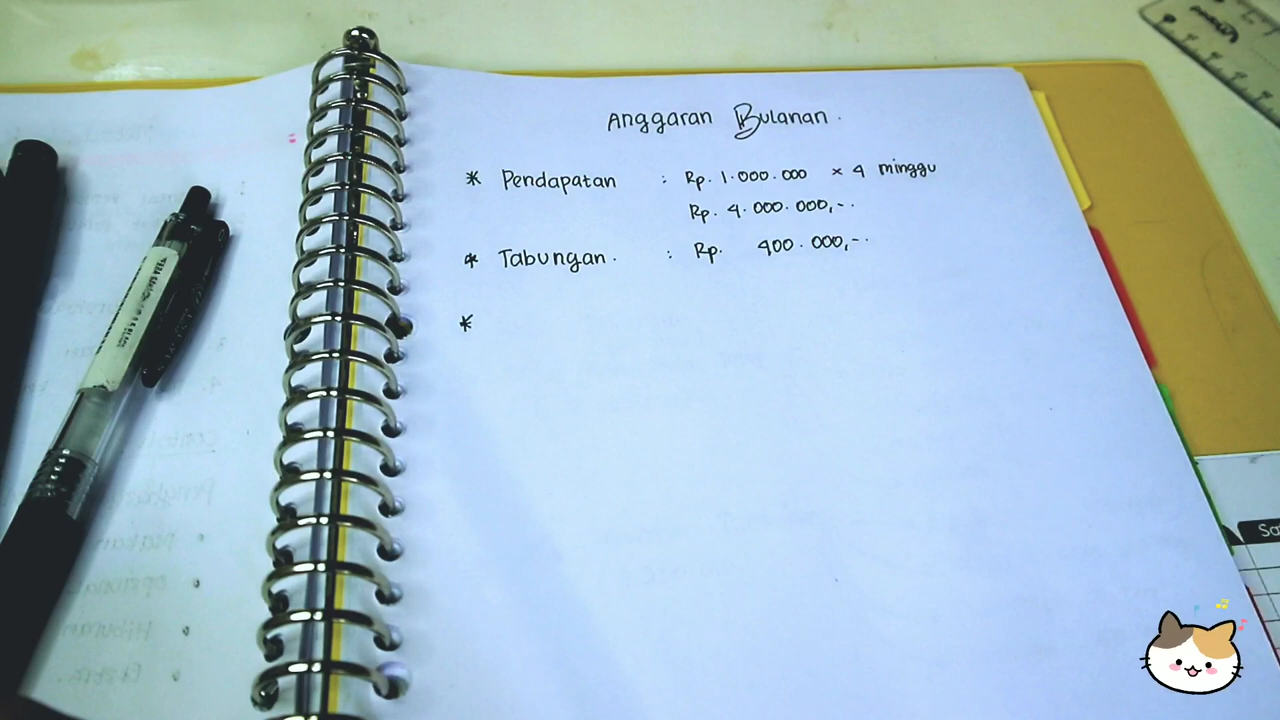 Anggaran Bulanan.
* Pendapatan : Rp. 1.000.000 × 4 minggu
Rp. 4.000.000,-.
* Tabungan. : Rp. 400.000,-.
*